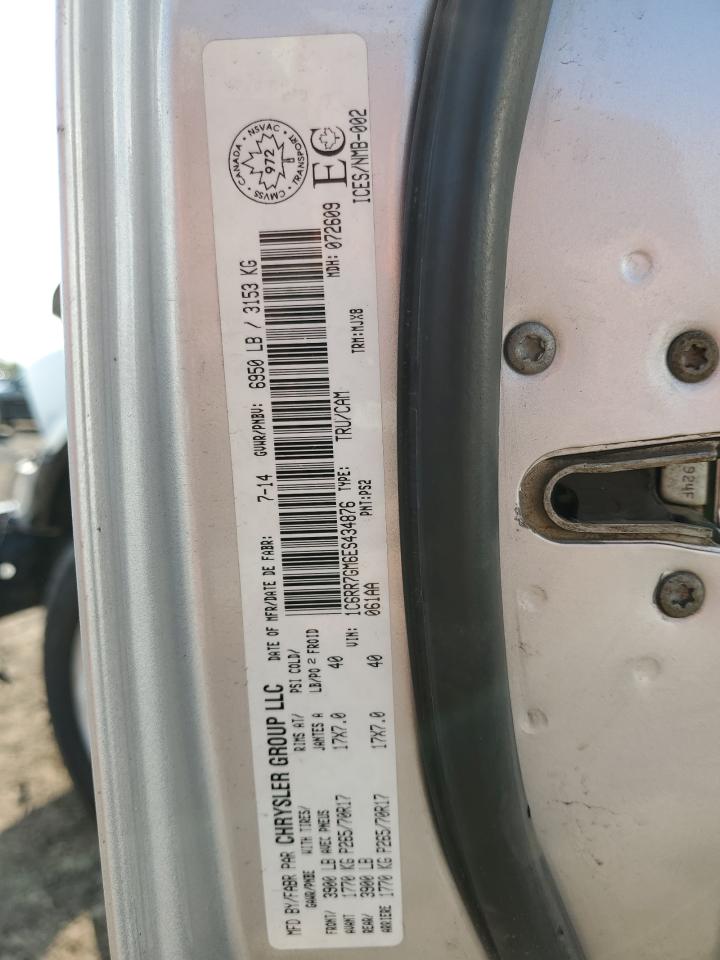 MFD BY/FABR PAR CHRYSLER GROUP LLC
DATE OF MFR/DATE DE FABR: 7-14 GVWR/PNBV: 6950 LB / 3153 KG
GAWR/PNBE WITH TIRES/ RIMS AT/ PSI COLD/
AVEC PNEUS JANTES A LB/PO2 FROID
FRONT/ 3900 LB
AVANT 1770 KG P265/70R17 17X7.0 40
REAR/ 3900 LB
ARRIERE 1770 KG P265/70R17 17X7.0 40
VIN: 1C6RR7GM6ES434876 TYPE: TRU/CAM
061AA PNT:PS2 TRM:MJX8
MDH: 072609
CANADA • NSVAC • TRANSPORT • CMVSS •
972
EC
ICES/NMB-002
924F